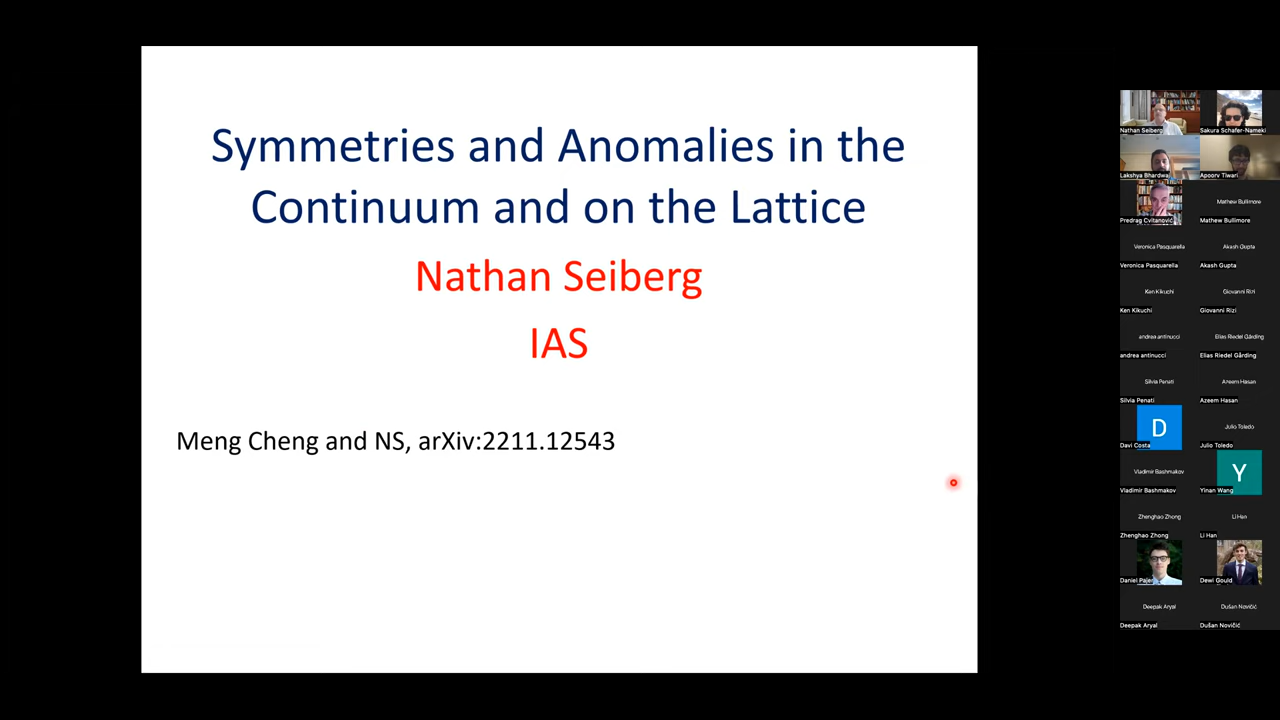 Symmetries and Anomalies in the
Continuum and on the Lattice
Nathan Seiberg
IAS
Meng Cheng and NS, arXiv:2211.12543
Nathan Seiberg
Sakura Schafer-Nameki
Lakshya Bhardwaj
Apoorv Tiwari
Predrag Cvitanović
Mathew Bullimore
Mathew Bullimore
Veronica Pasquarella
Akash Gupta
Veronica Pasquarella
Akash Gupta
Ken Kikuchi
Giovanni Rizi
Ken Kikuchi
Giovanni Rizi
andrea antinucci
Elias Riedel Gårding
andrea antinucci
Elias Riedel Gårding
Silvia Penati
Azeem Hasan
Silvia Penati
Azeem Hasan
D
Julio Toledo
Davi Costa
Julio Toledo
Vladimir Bashmakov
Y
Vladimir Bashmakov
Yinan Wang
Zhenghao Zhong
Li Han
Zhenghao Zhong
Li Han
Daniel Pajer
Dewi Gould
Deepak Aryal
Dušan Novičić
Deepak Aryal
Dušan Novičić